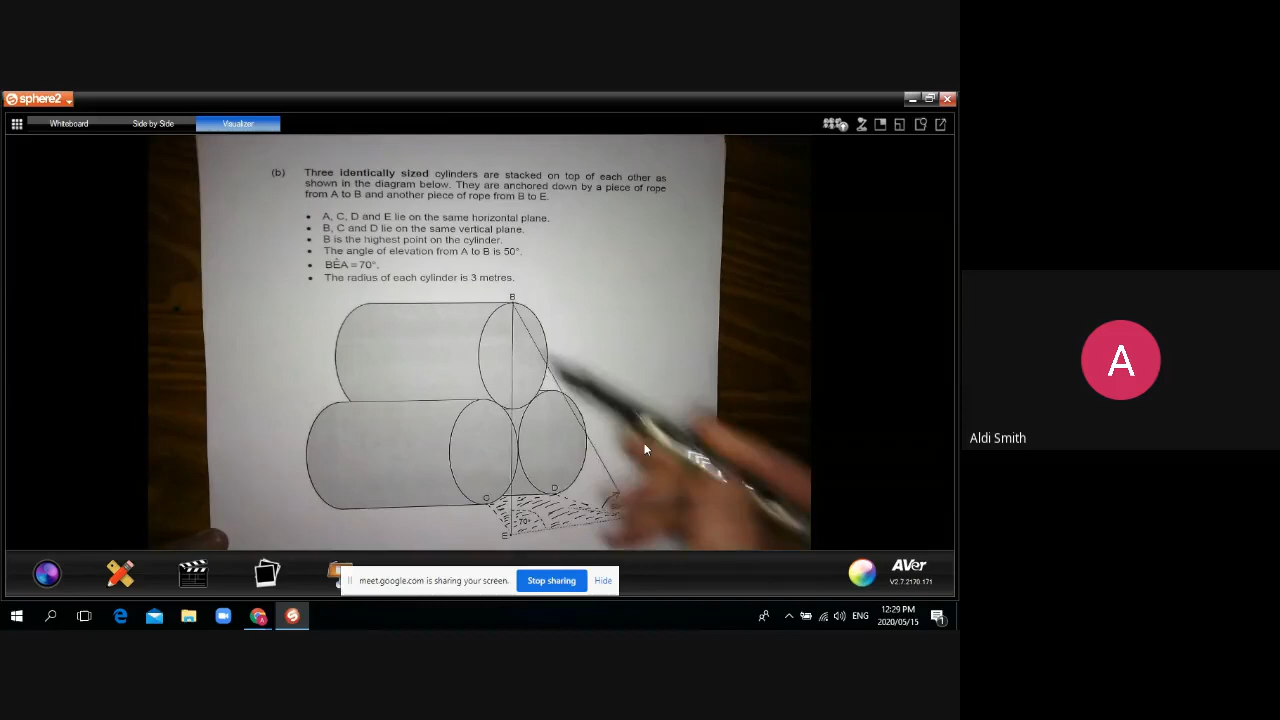 sphere2
Whiteboard
Side by Side
Visualizer
(b) Three identically sized cylinders are stacked on top of each other as
shown in the diagram below. They are anchored down by a piece of rope
from A to B and another piece of rope from B to E.
• A, C, D and E lie on the same horizontal plane.
• B, C and D lie on the same vertical plane.
• B is the highest point on the cylinder.
• The angle of elevation from A to B is 50°.
• BÊA = 70°.
• The radius of each cylinder is 3 metres.
B
C
D
70°
E
A
Aldi Smith
AVer
V2.7.2170.171
meet.google.com is sharing your screen.
Stop sharing
Hide
ENG
12:29 PM
2020/05/15
1